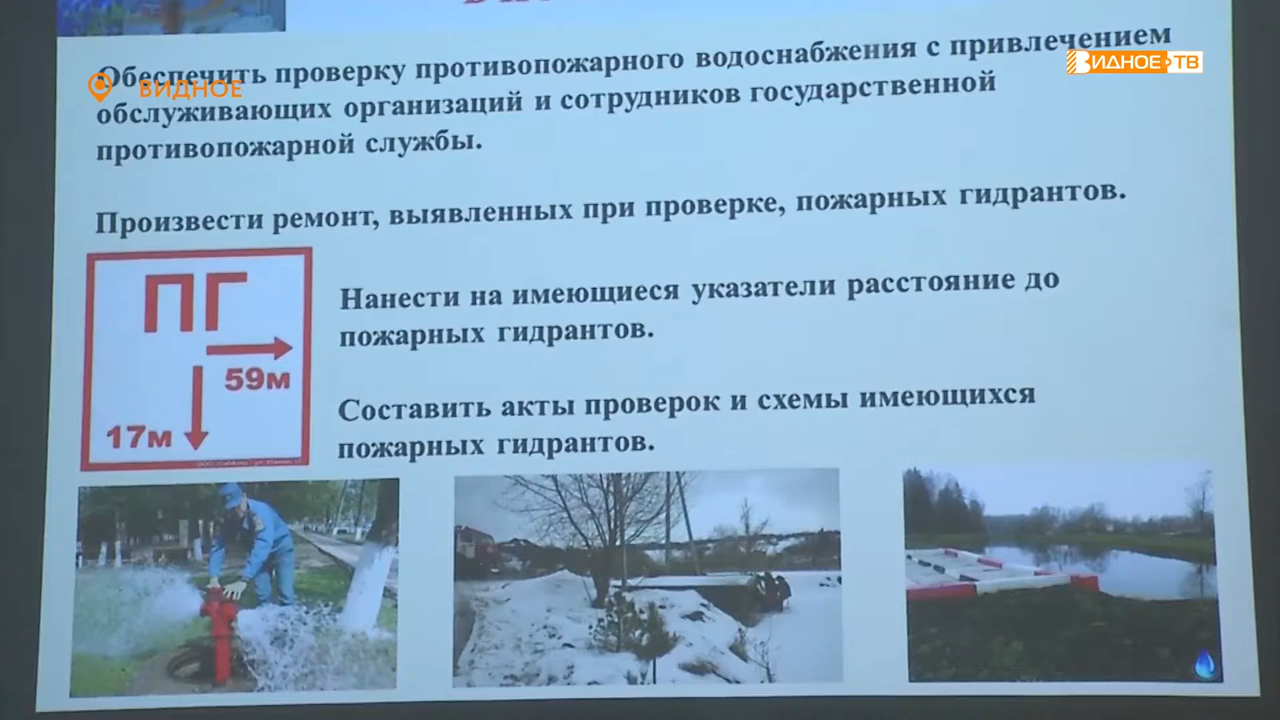 Обеспечить проверку противопожарного водоснабжения с привлечением
ВИДНОЕ-ТВ
ВИДНОЕ
обслуживающих организаций и сотрудников государственной
противопожарной службы.
Произвести ремонт, выявленных при проверке, пожарных гидрантов.
ПГ
59м
17м
Нанести на имеющиеся указатели расстояние до
пожарных гидрантов.
Составить акты проверок и схемы имеющихся
пожарных гидрантов.